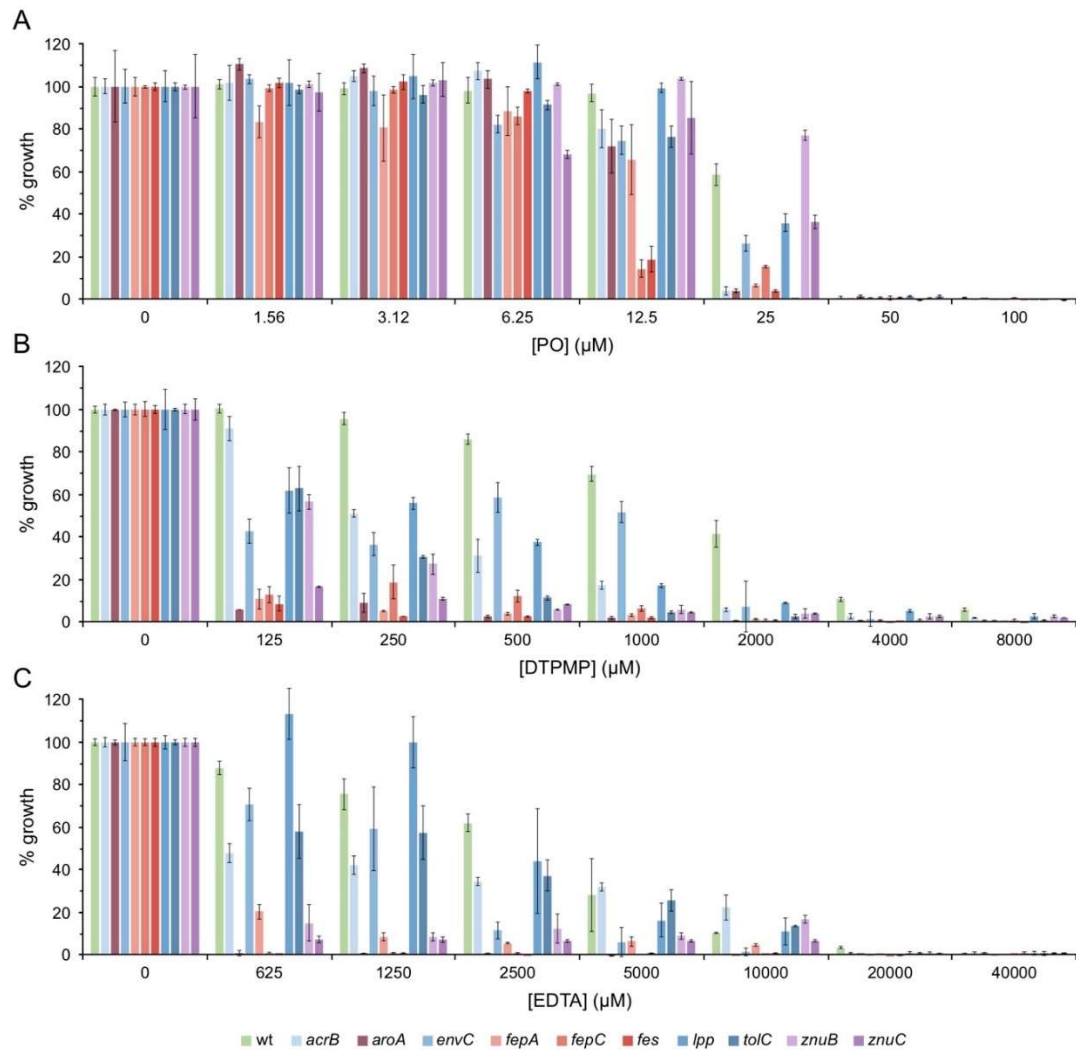 A
120
100
80
60
40
20
0
% growth
0 1.56 3.12 6.25 12.5 25 50 100
[PO] (µM)
B
120
100
80
60
40
20
0
% growth
0 125 250 500 1000 2000 4000 8000
[DTPMP] (µM)
C
120
100
80
60
40
20
0
% growth
0 625 1250 2500 5000 10000 20000 40000
[EDTA] (µM)
wt acrB aroA envC fepA fepC fes lpp tolC znuB znuC